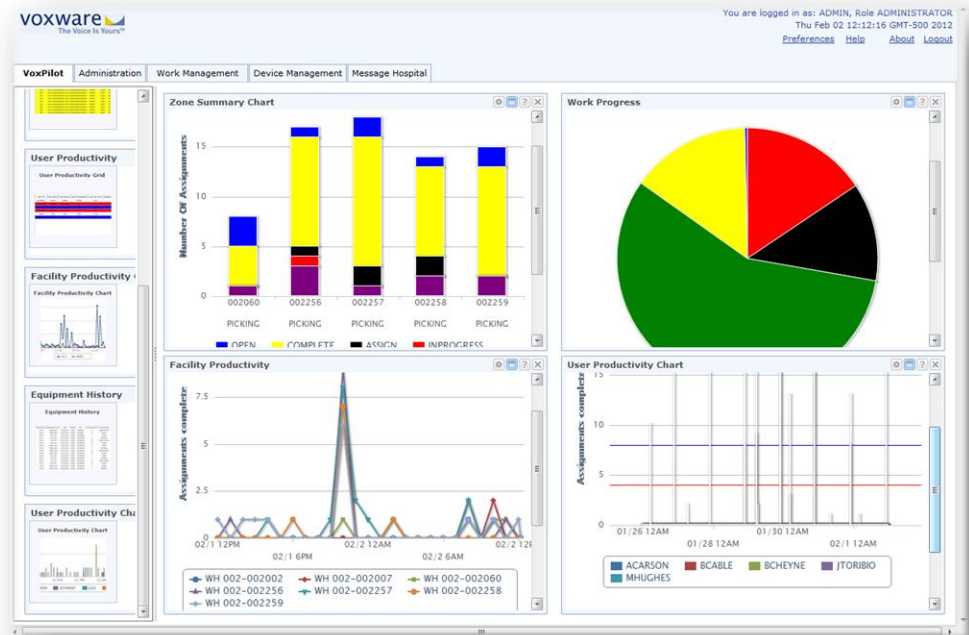 voxware
The Voice Is Yours™
You are logged in as: ADMIN, Role ADMINISTRATOR
Thu Feb 02 12:12:16 GMT-500 2012
Preferences Help About Logout
VoxPilot Administration Work Management Device Management Message Hospital
User Productivity
User Productivity Grid
Facility Productivity
Facility Productivity Chart
Equipment History
Equipment History
User Productivity Cha
User Productivity Chart
Zone Summary Chart
Number Of Assignments
15
10
5
0
002060 002256 002257 002258 002259
PICKING PICKING PICKING PICKING PICKING
OPEN COMPLETE ASSIGN INPROGRESS
Work Progress
Facility Productivity
Assignments complete
7.5
5
2.5
0
02/1 12PM 02/2 12AM 02/2 12P
02/1 6PM 02/2 6AM
WH 002-002002 WH 002-002007 WH 002-002060
WH 002-002256 WH 002-002257 WH 002-002258
WH 002-002259
User Productivity Chart
Assignments complete
15
10
5
0
01/26 12AM 01/30 12AM
01/28 12AM 02/1 12AM
ACARSON BCABLE BCHEYNE JTORIBIO
MHUGHES